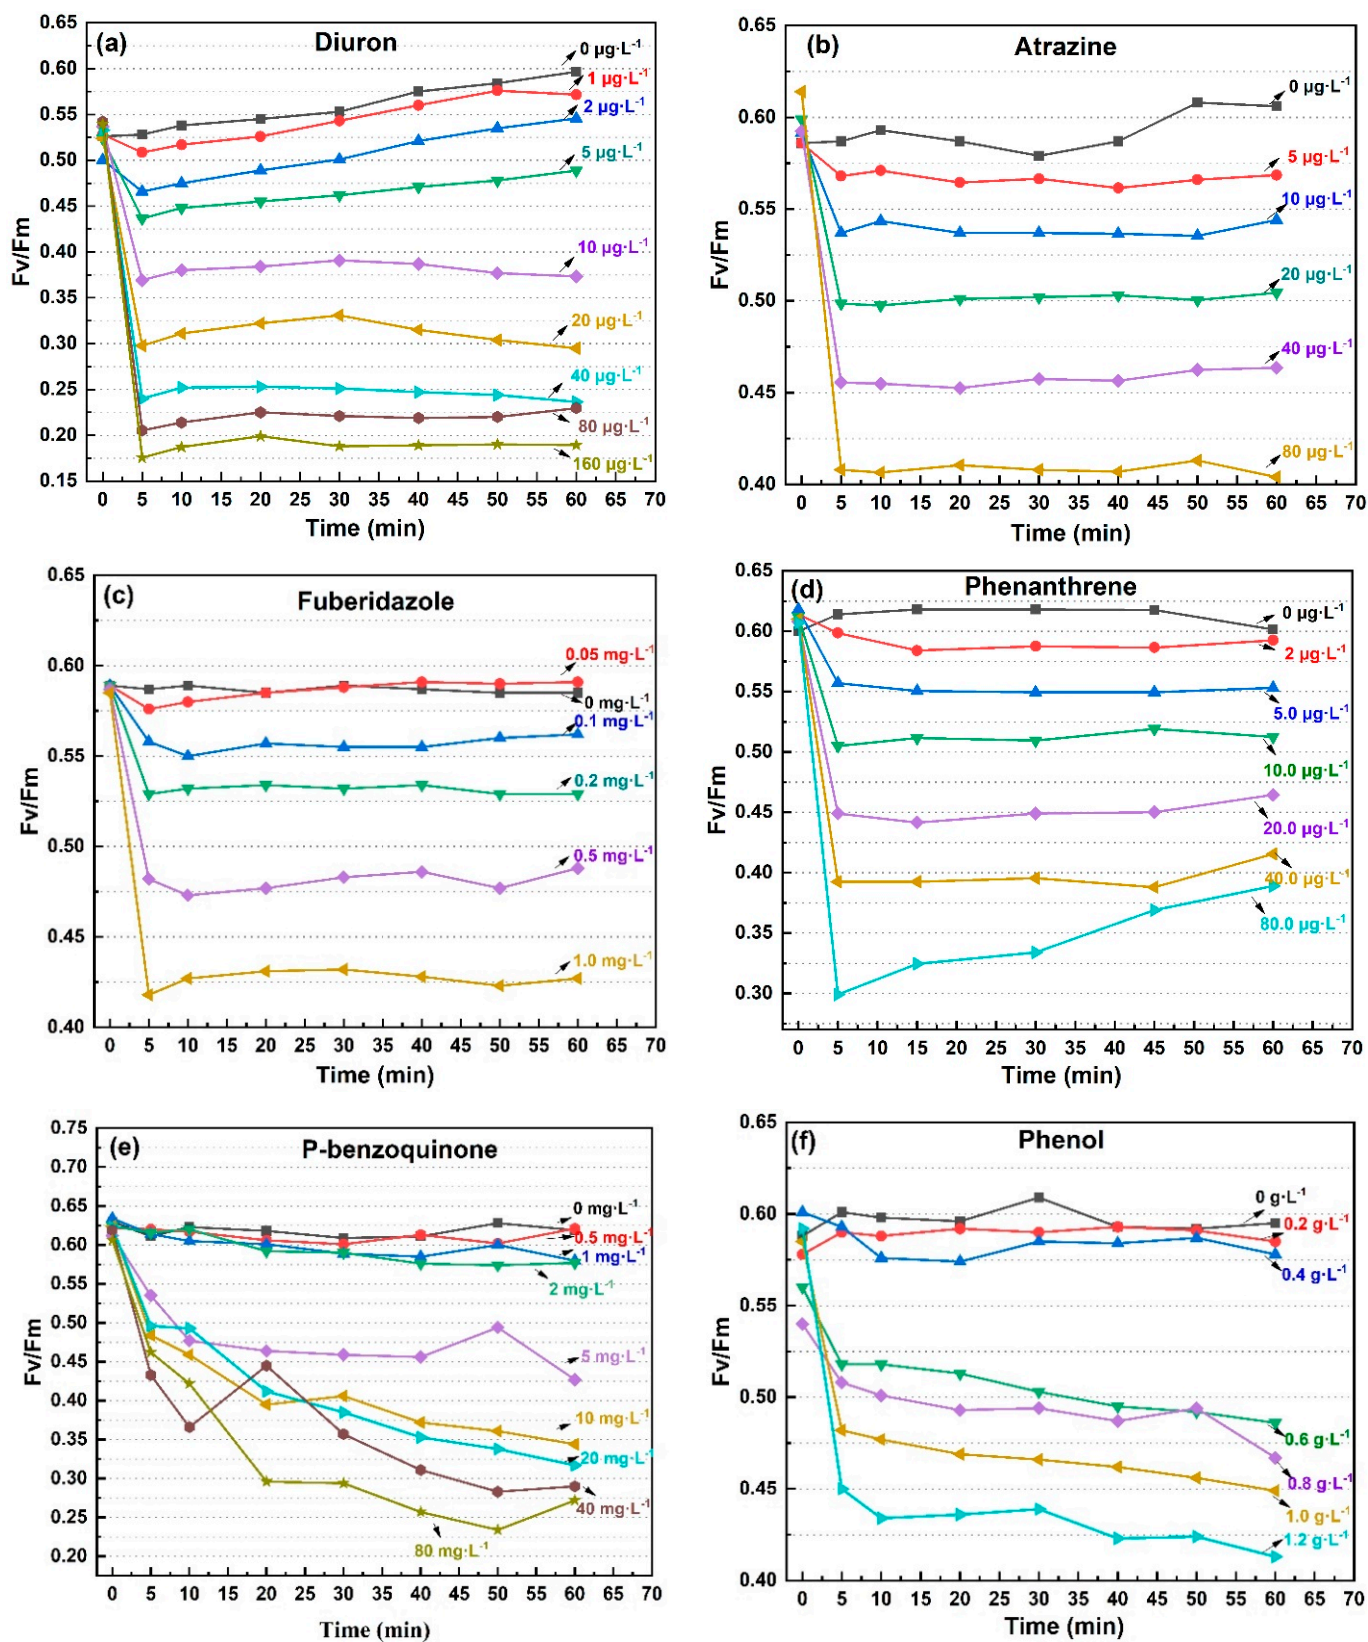 (a) Diuron
0.65
0.60
0.55
0.50
0.45
0.40
0.35
0.30
0.25
0.20
0.15
Fv/Fm
0 µg·L⁻¹
1 µg·L⁻¹
2 µg·L⁻¹
5 µg·L⁻¹
10 µg·L⁻¹
20 µg·L⁻¹
40 µg·L⁻¹
80 µg·L⁻¹
160 µg·L⁻¹
0 5 10 15 20 25 30 35 40 45 50 55 60 65 70
Time (min)
(b) Atrazine
0.65
0.60
0.55
0.50
0.45
0.40
Fv/Fm
0 µg·L⁻¹
5 µg·L⁻¹
10 µg·L⁻¹
20 µg·L⁻¹
40 µg·L⁻¹
80 µg·L⁻¹
0 5 10 15 20 25 30 35 40 45 50 55 60 65 70
Time (min)
(c) Fuberidazole
0.65
0.60
0.55
0.50
0.45
0.40
Fv/Fm
0.05 mg·L⁻¹
0 mg·L⁻¹
0.1 mg·L⁻¹
0.2 mg·L⁻¹
0.5 mg·L⁻¹
1.0 mg·L⁻¹
0 5 10 15 20 25 30 35 40 45 50 55 60 65 70
Time (min)
(d) Phenanthrene
0.65
0.60
0.55
0.50
0.45
0.40
0.35
0.30
Fv/Fm
0 µg·L⁻¹
2 µg·L⁻¹
5.0 µg·L⁻¹
10.0 µg·L⁻¹
20.0 µg·L⁻¹
40.0 µg·L⁻¹
80.0 µg·L⁻¹
0 5 10 15 20 25 30 35 40 45 50 55 60 65 70
Time (min)
(e) P-benzoquinone
0.75
0.70
0.65
0.60
0.55
0.50
0.45
0.40
0.35
0.30
0.25
0.20
Fv/Fm
0 mg·L⁻¹
0.5 mg·L⁻¹
1 mg·L⁻¹
2 mg·L⁻¹
5 mg·L⁻¹
10 mg·L⁻¹
20 mg·L⁻¹
40 mg·L⁻¹
80 mg·L⁻¹
0 5 10 15 20 25 30 35 40 45 50 55 60 65 70
Time (min)
(f) Phenol
0.65
0.60
0.55
0.50
0.45
0.40
Fv/Fm
0 g·L⁻¹
0.2 g·L⁻¹
0.4 g·L⁻¹
0.6 g·L⁻¹
0.8 g·L⁻¹
1.0 g·L⁻¹
1.2 g·L⁻¹
0 5 10 15 20 25 30 35 40 45 50 55 60 65 70
Time (min)